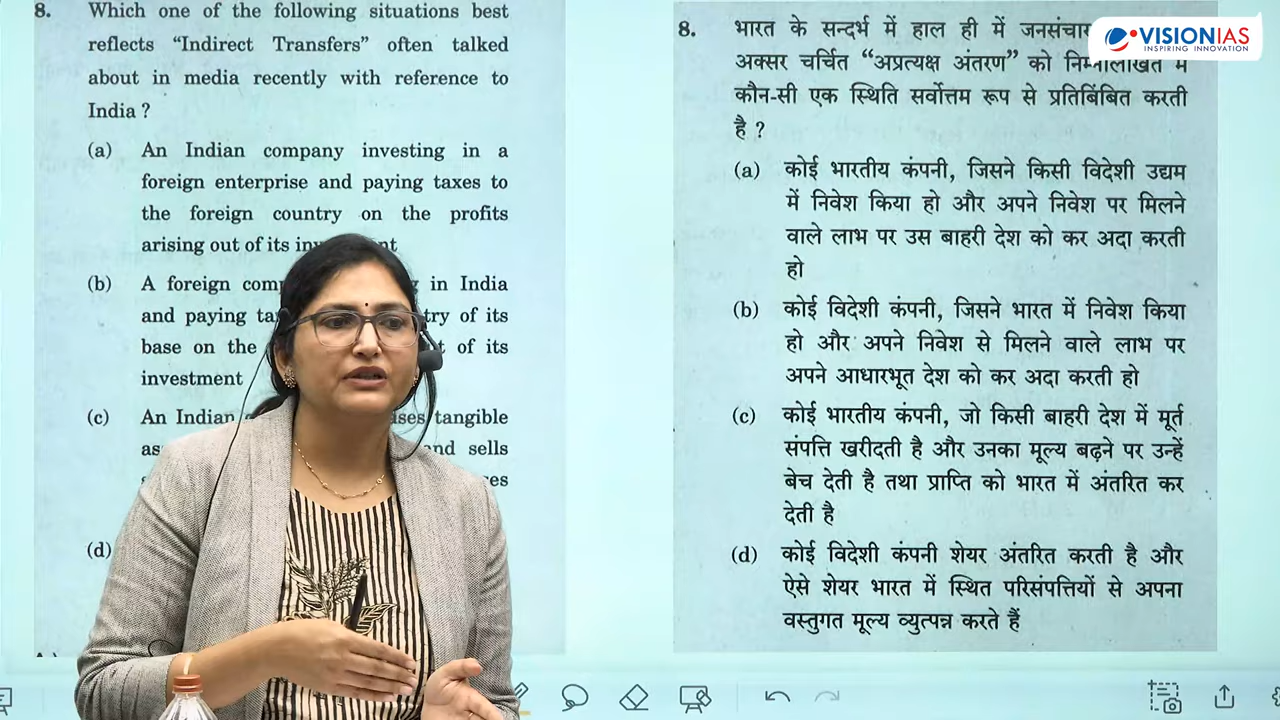 8. Which one of the following situations best
reflects “Indirect Transfers” often talked
about in media recently with reference to
India ?
(a) An Indian company investing in a
foreign enterprise and paying taxes to
the foreign country on the profits
arising out of its
(b) A foreign in India
and paying of its
base on the of its
investment
(c) An Indian tangible
and sells
(d)
8. भारत के सन्दर्भ में हाल ही में जनसंचार
अक्सर चर्चित “अप्रत्यक्ष अंतरण” को निम्नलिखित में
कौन-सी एक स्थिति सर्वोत्तम रूप से प्रतिबिंबित करती
है ?
(a) कोई भारतीय कंपनी, जिसने किसी विदेशी उद्यम
में निवेश किया हो और अपने निवेश पर मिलने
वाले लाभ पर उस बाहरी देश को कर अदा करती
हो
(b) कोई विदेशी कंपनी, जिसने भारत में निवेश किया
हो और अपने निवेश से मिलने वाले लाभ पर
अपने आधारभूत देश को कर अदा करती हो
(c) कोई भारतीय कंपनी, जो किसी बाहरी देश में मूर्त
संपत्ति खरीदती है और उनका मूल्य बढ़ने पर उन्हें
बेच देती है तथा प्राप्ति को भारत में अंतरित कर
देती है
(d) कोई विदेशी कंपनी शेयर अंतरित करती है और
ऐसे शेयर भारत में स्थित परिसंपत्तियों से अपना
वस्तुगत मूल्य व्युत्पन्न करते हैं
VISIONIAS
INSPIRING INNOVATION